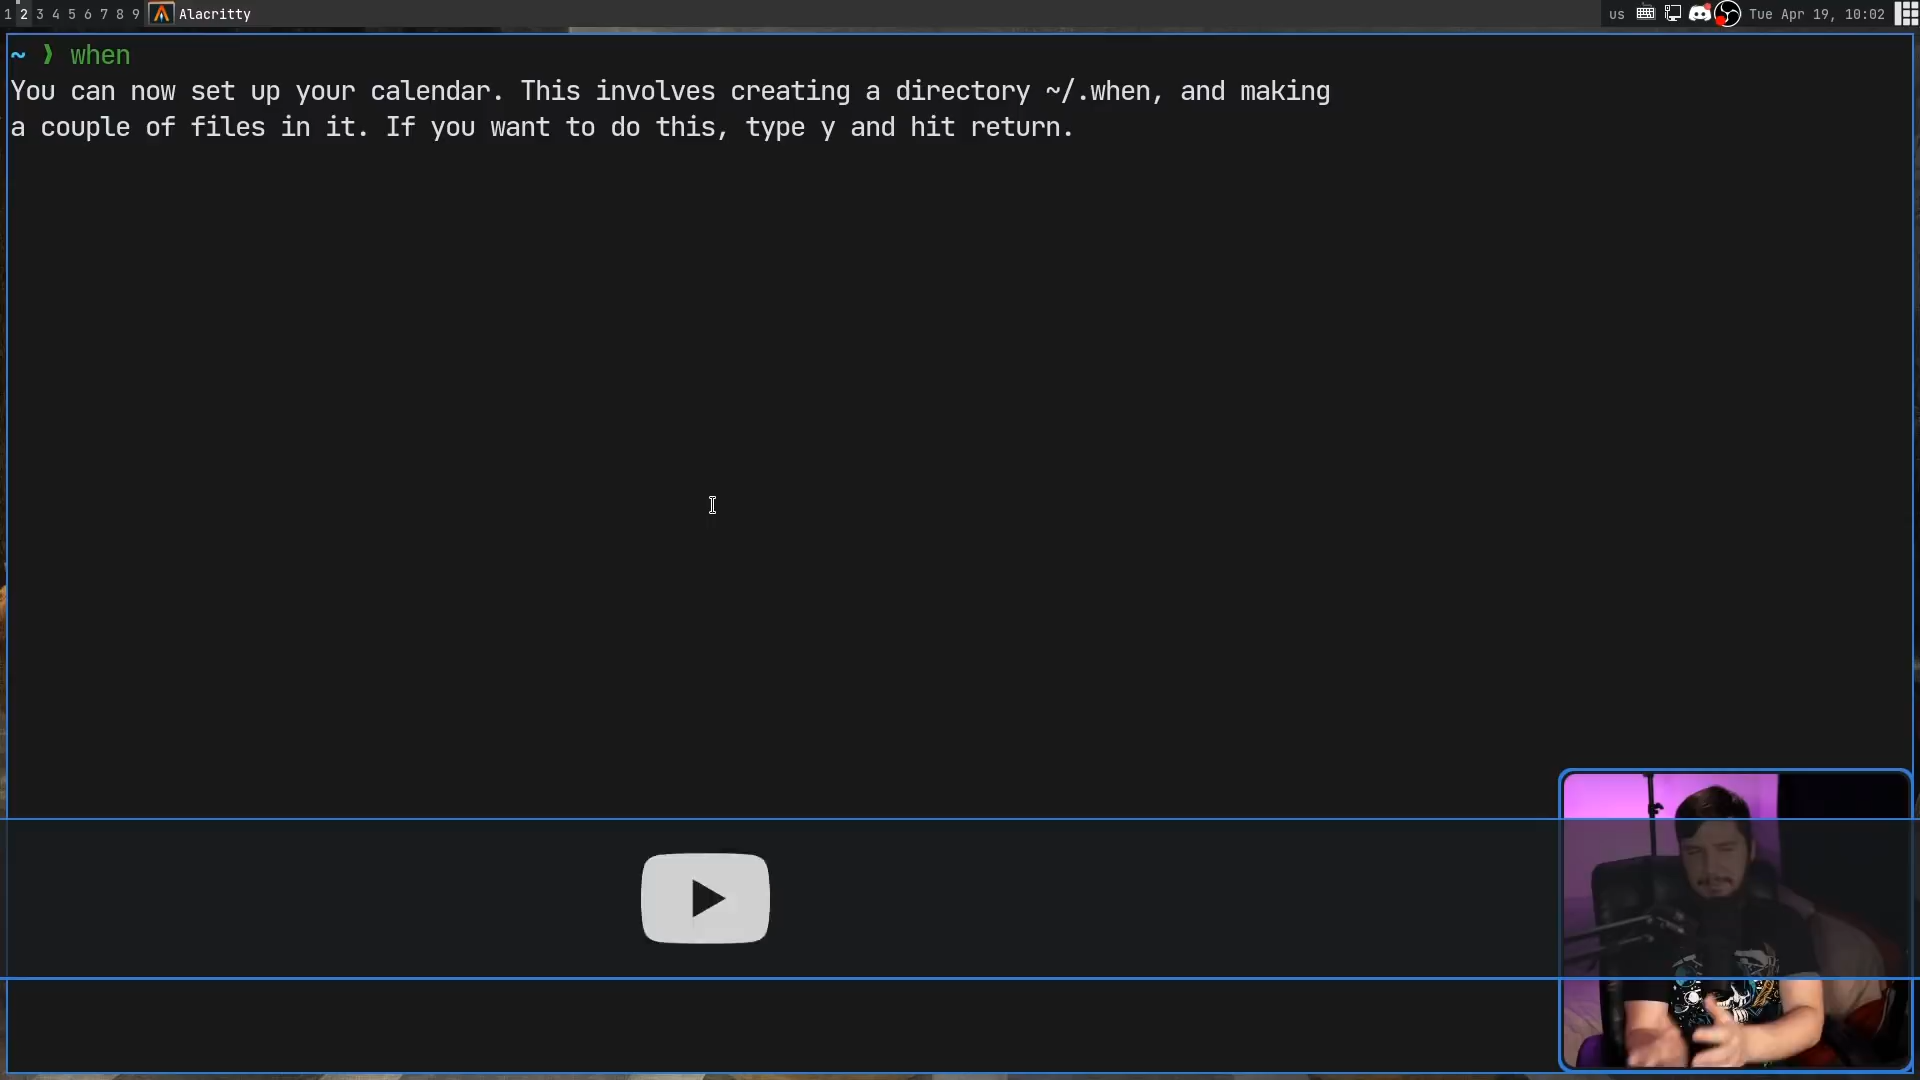 1 2 3 4 5 6 7 8 9 Alacritty us Tue Apr 19, 10:02
~ ❯ when
You can now set up your calendar. This involves creating a directory ~/.when, and making
a couple of files in it. If you want to do this, type y and hit return.